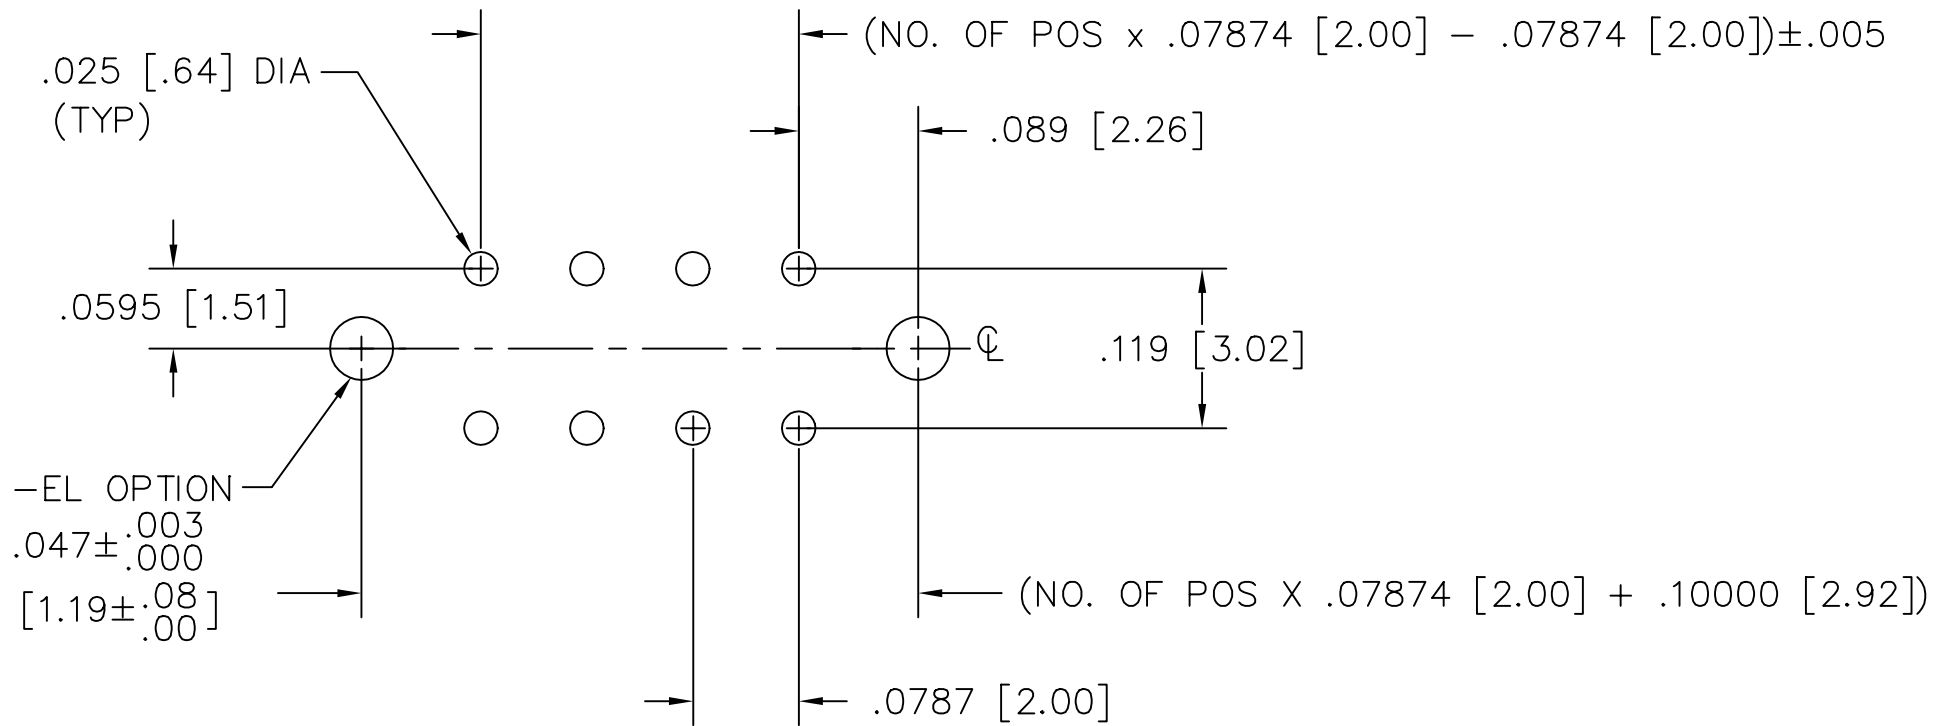 (NO. OF POS x .07874 [2.00] - .07874 [2.00])±.005
.025 [.64] DIA
(TYP)
.089 [2.26]
.0595 [1.51]
℄
.119 [3.02]
-EL OPTION
.047± .003
.000
[1.19± .08
.00 ]
(NO. OF POS X .07874 [2.00] + .10000 [2.92])
.0787 [2.00]